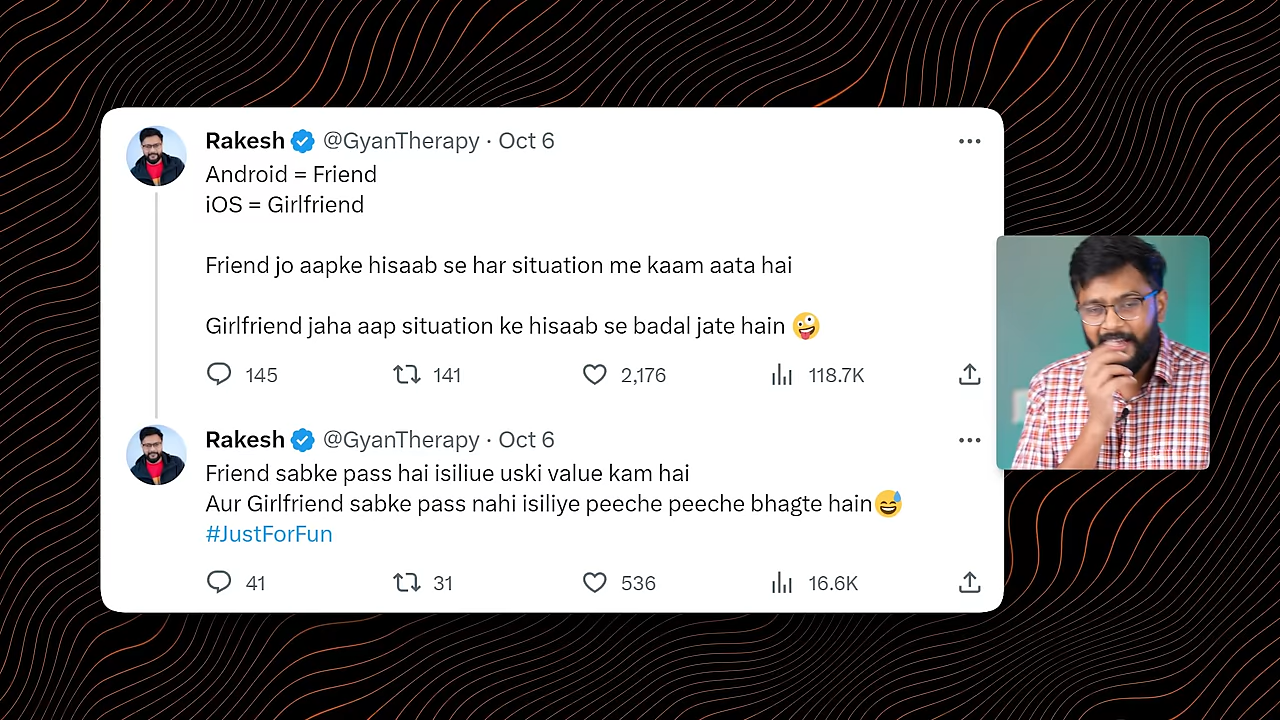 Rakesh @GyanTherapy · Oct 6
Android = Friend
iOS = Girlfriend
Friend jo aapke hisaab se har situation me kaam aata hai
Girlfriend jaha aap situation ke hisaab se badal jate hain 🤪
145 141 2,176 118.7K
Rakesh @GyanTherapy · Oct 6
Friend sabke pass hai isiliue uski value kam hai
Aur Girlfriend sabke pass nahi isiliye peeche peeche bhagte hain😅
#JustForFun
41 31 536 16.6K